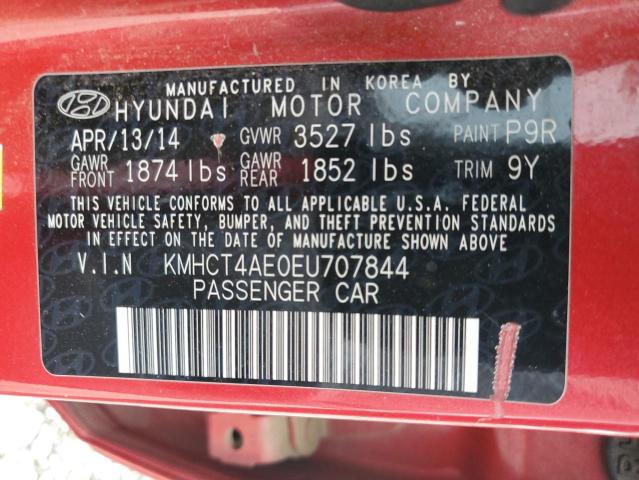 MANUFACTURED IN KOREA BY
HYUNDAI MOTOR COMPANY
APR/13/14 GVWR 3527 lbs PAINT P9R
GAWR FRONT 1874 lbs GAWR REAR 1852 lbs TRIM 9Y
THIS VEHICLE CONFORMS TO ALL APPLICABLE U.S.A. FEDERAL
MOTOR VEHICLE SAFETY, BUMPER, AND THEFT PREVENTION STANDARDS
IN EFFECT ON THE DATE OF MANUFACTURE SHOWN ABOVE
V.I.N KMHCT4AE0EU707844
PASSENGER CAR